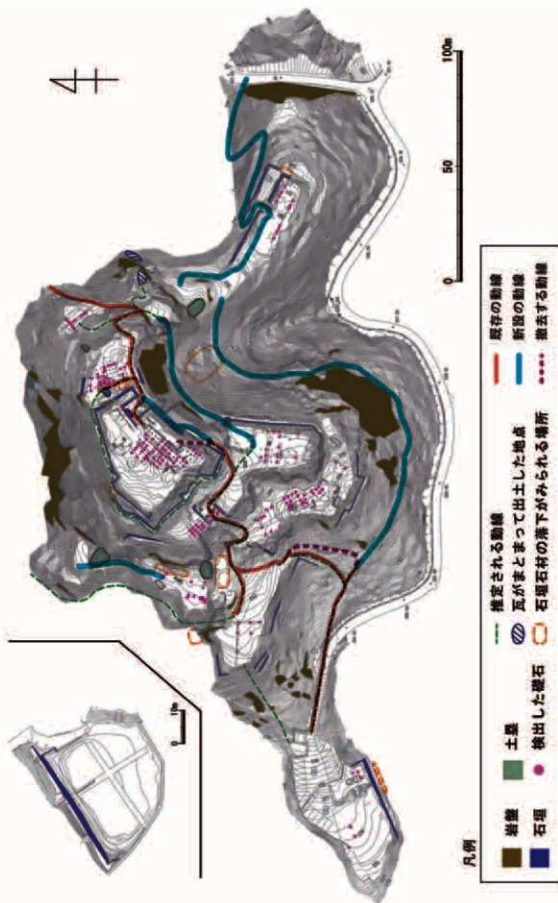 100m
50
0
10m
0
凡例
岩盤
土塁
推定される動線
既存の動線
石垣
検出した礎石
瓦がまとまって出土した地点
新設の動線
石垣石材の落下がみられる場所
撤去する動線